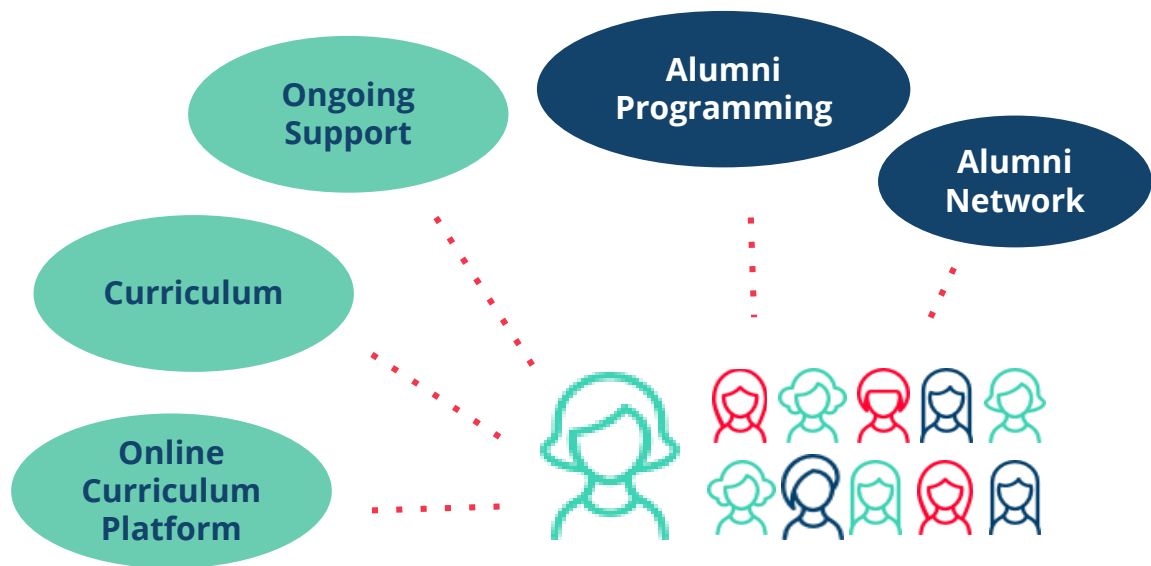 Ongoing
Support
Alumni
Programming
Alumni
Network
Curriculum
Online
Curriculum
Platform